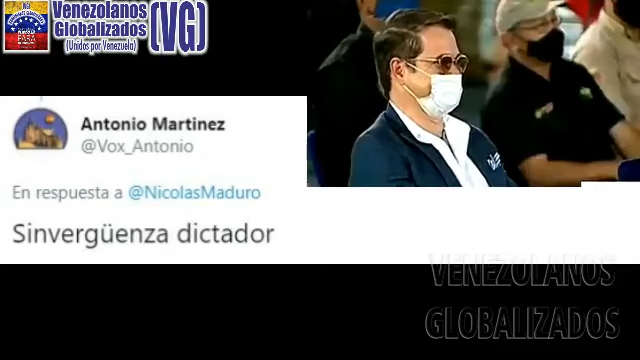 Venezolanos
Globalizados
(Unidos por Venezuela)
(VG)
Antonio Martinez
@Vox_Antonio
En respuesta a @NicolasMaduro
Sinvergüenza dictador
VENEZOLANOS
GLOBALIZADOS